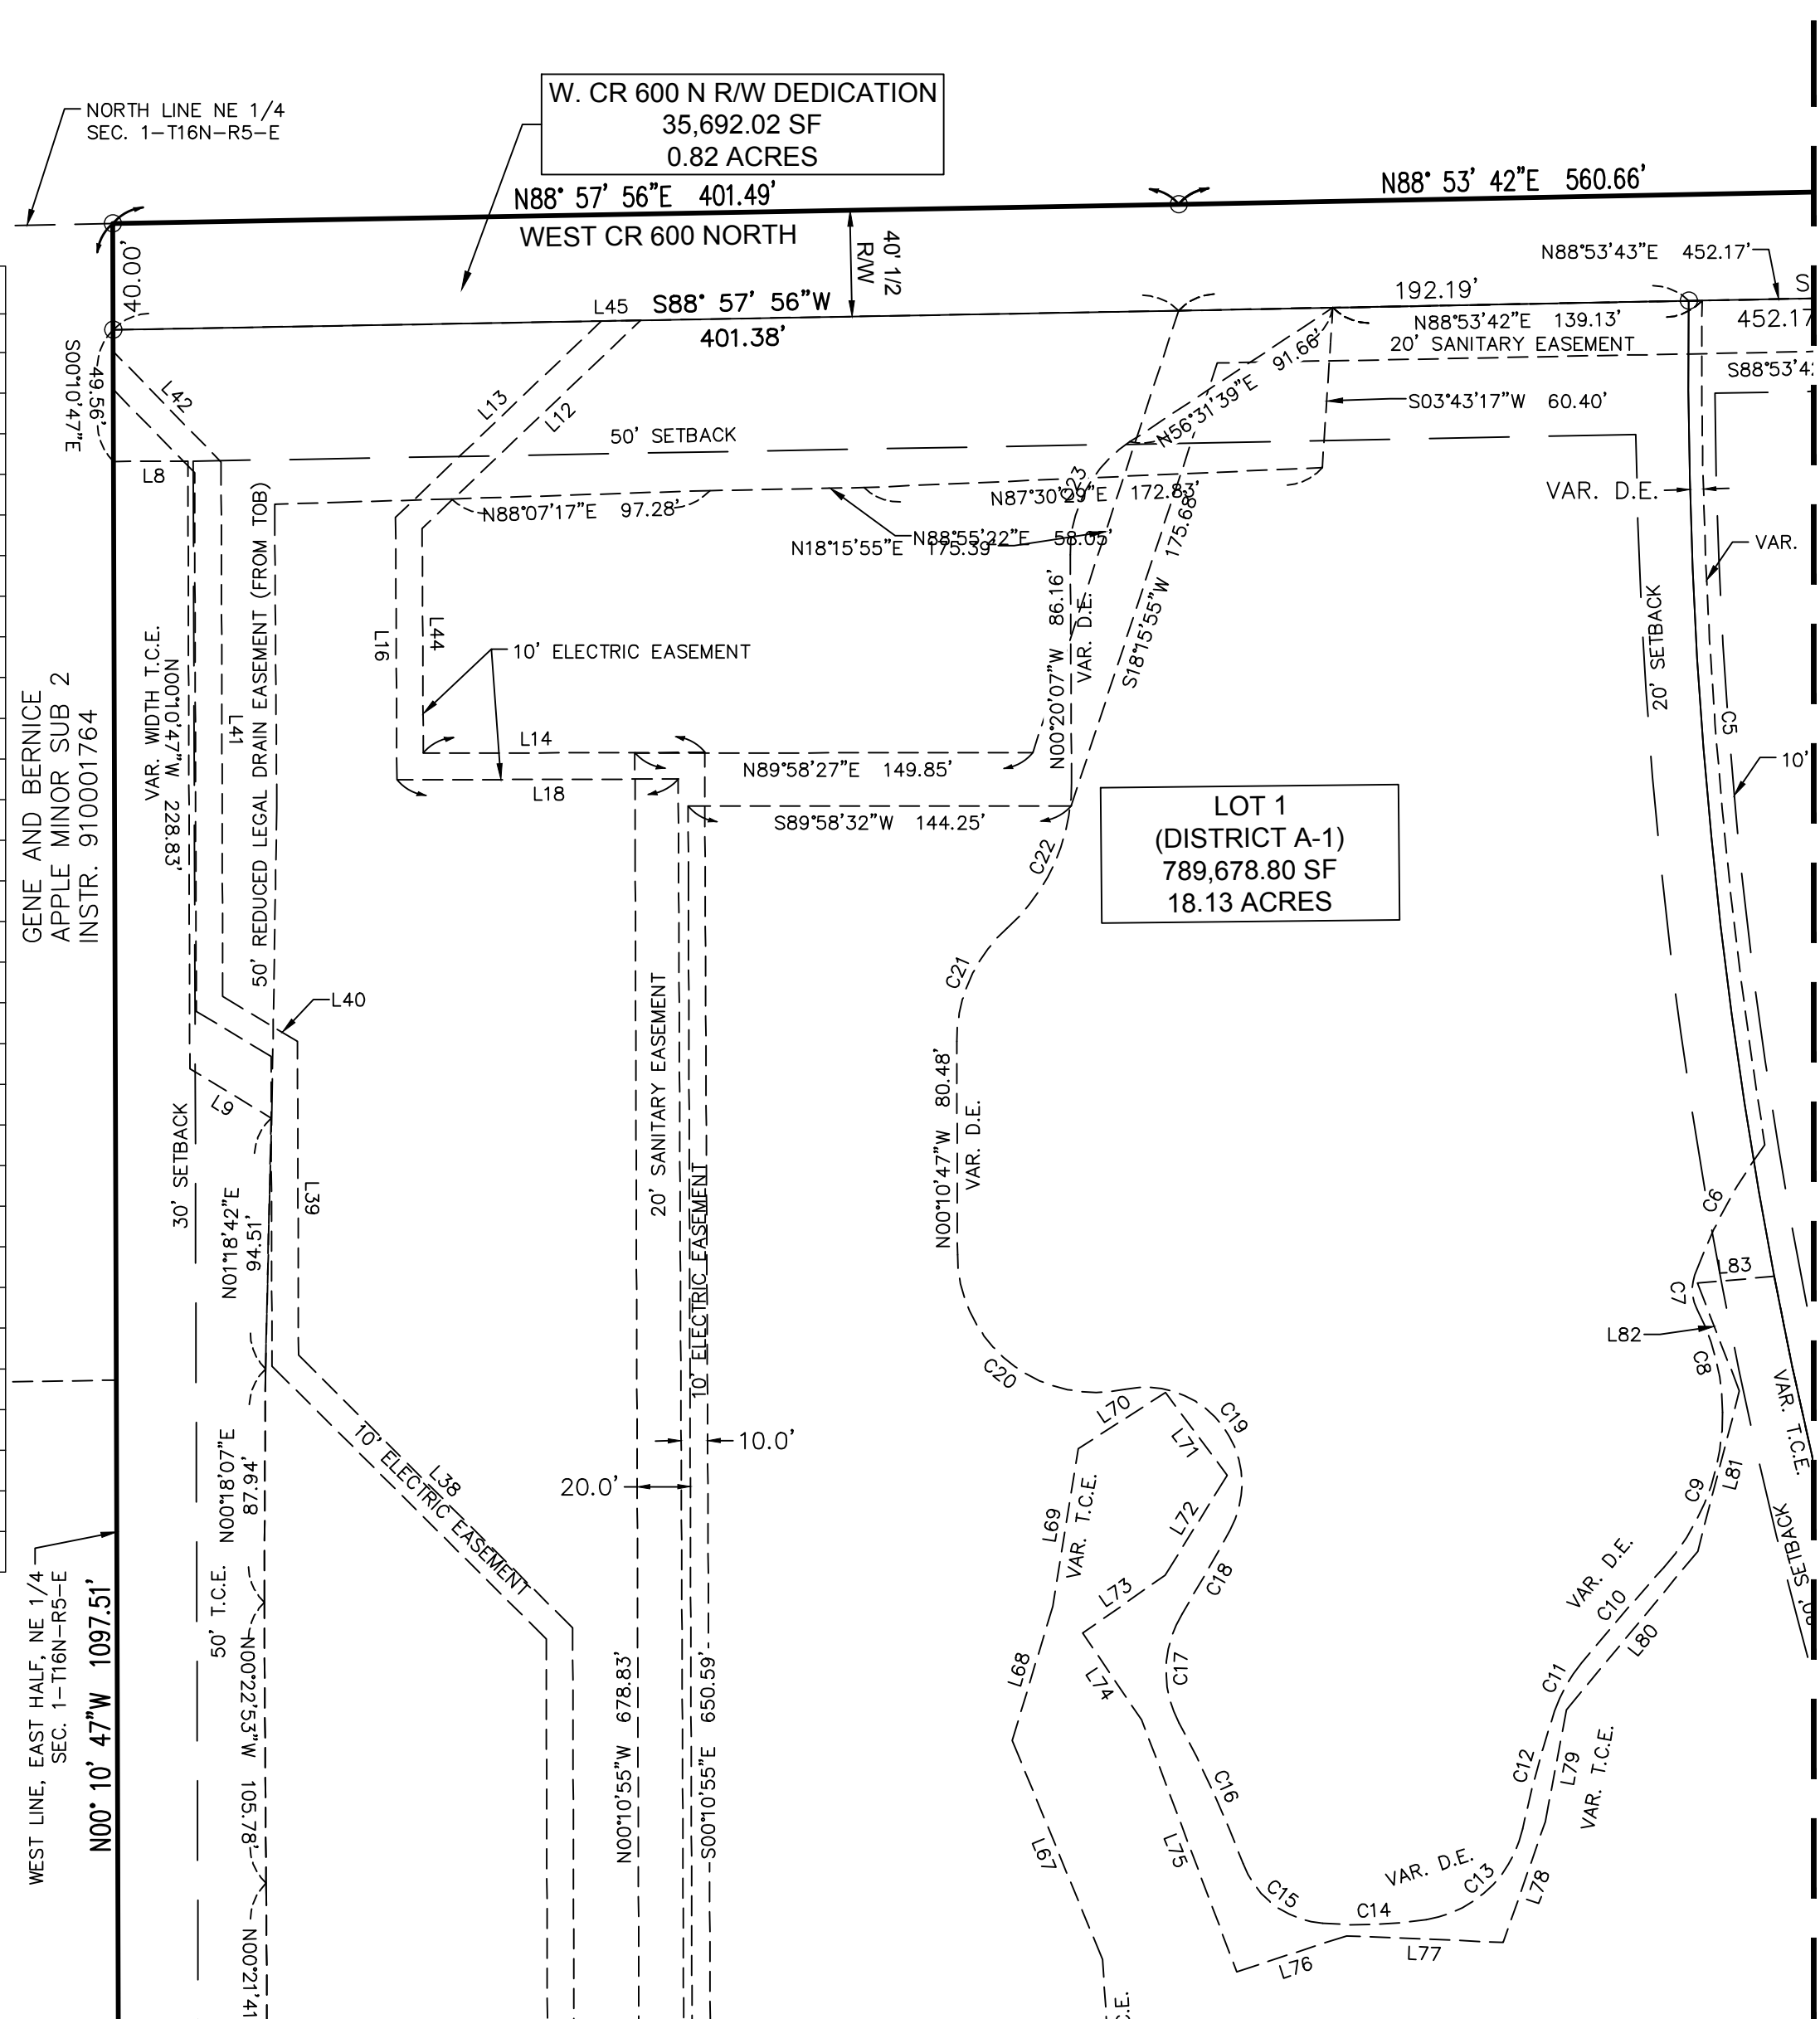 NORTH LINE NE 1/4
SEC. 1-T16N-R5-E
W. CR 600 N R/W DEDICATION
35,692.02 SF
0.82 ACRES
N88° 57' 56"E 401.49'
N88° 53' 42"E 560.66'
WEST CR 600 NORTH
40' 1/2
R/W
40.00'
N88°53'43"E 452.17'
L45
S88° 57' 56"W
401.38'
192.19'
S
N88°53'42"E 139.13'
452.17
20' SANITARY EASEMENT
S88°53'4
S00°10'47"E
49.56'
L42
L13
L12
91.66'
N56°31'39"E
S03°43'17"W 60.40'
50' SETBACK
L8
C23
N87°30'29"E 172.83'
VAR. D.E.
N88°07'17"E 97.28'
N88°55'22"E 58.05'
N18°15'55"E 175.39'
S18°15'55"W 175.68'
VAR.
50' REDUCED LEGAL DRAIN EASEMENT (FROM TOB)
L16
L44
10' ELECTRIC EASEMENT
N00°20'07"W 86.16'
VAR. D.E.
20' SETBACK
GENE AND BERNICE
APPLE MINOR SUB 2
INSTR. 9100001764
VAR. WIDTH T.C.E.
N00°10'47"W 228.83'
L41
L14
L18
N89°58'27"E 149.85'
S89°58'32"W 144.25'
C5
10'
LOT 1
(DISTRICT A-1)
789,678.80 SF
18.13 ACRES
C22
C21
L40
20' SANITARY EASEMENT
N00°10'47"W 80.48'
VAR. D.E.
L9
30' SETBACK
L39
N01°18'42"E
94.51'
10' ELECTRIC EASEMENT
C6
L83
C7
L82
C8
C20
L70
C19
L71
VAR. T.C.E.
10.0'
20.0'
L38
10' ELECTRIC EASEMENT
N00°18'07"E
87.94'
50' T.C.E.
L69
VAR. T.C.E.
L72
L73
C18
C9
L81
SETBACK
VAR. D.E.
C10
L80
WEST LINE, EAST HALF, NE 1/4
SEC. 1-T16N-R5-E
N00° 10' 47"W 1097.51'
N00°22'53"W 105.78'
N00°10'55"W 678.83'
S00°10'55"E 650.59'
L68
L74
C17
C11
C12
L79
VAR. T.C.E.
C16
L67
L75
VAR. D.E.
C13
C15
C14
L78
L77
L76
N00°21'41
C.E.